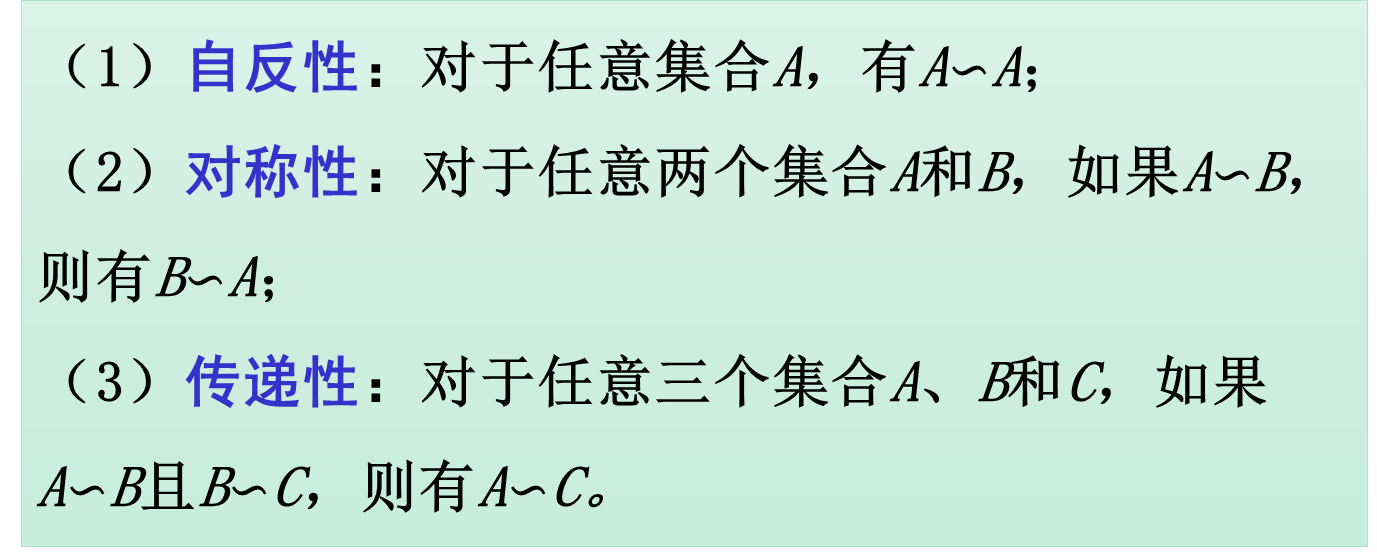 （1）自反性：对于任意集合A，有A∽A；
（2）对称性：对于任意两个集合A和B，如果A∽B，
则有B∽A；
（3）传递性：对于任意三个集合A、B和C，如果
A∽B且B∽C，则有A∽C。